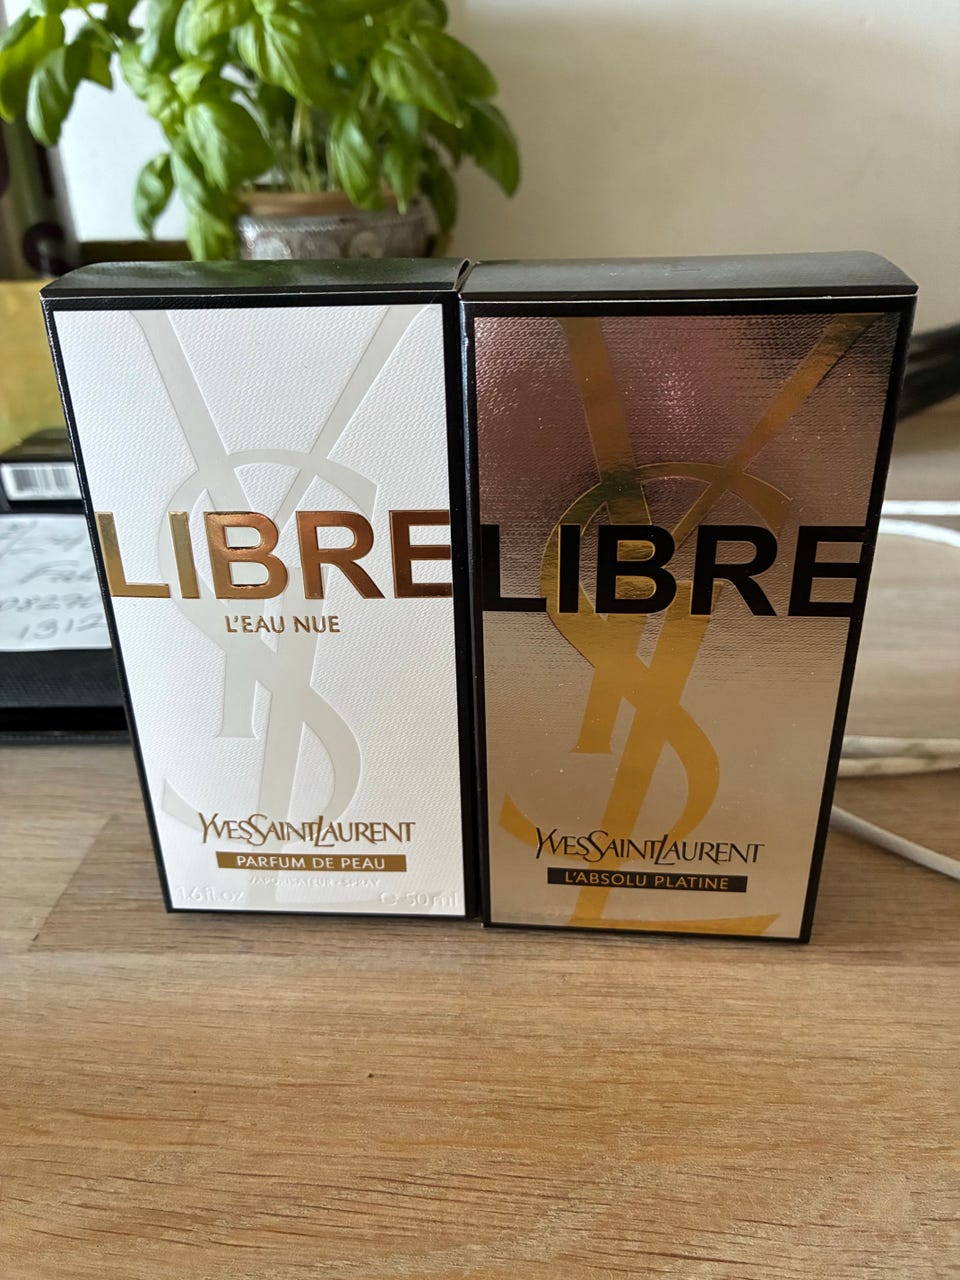 LIBRE
L'EAU NUE
YVESSAINTLAURENT
PARFUM DE PEAU
VAPORISATEUR - SPRAY
1.6 fl.oz ℮ 50 ml
LIBRE
YVESSAINTLAURENT
L'ABSOLU PLATINE
1312